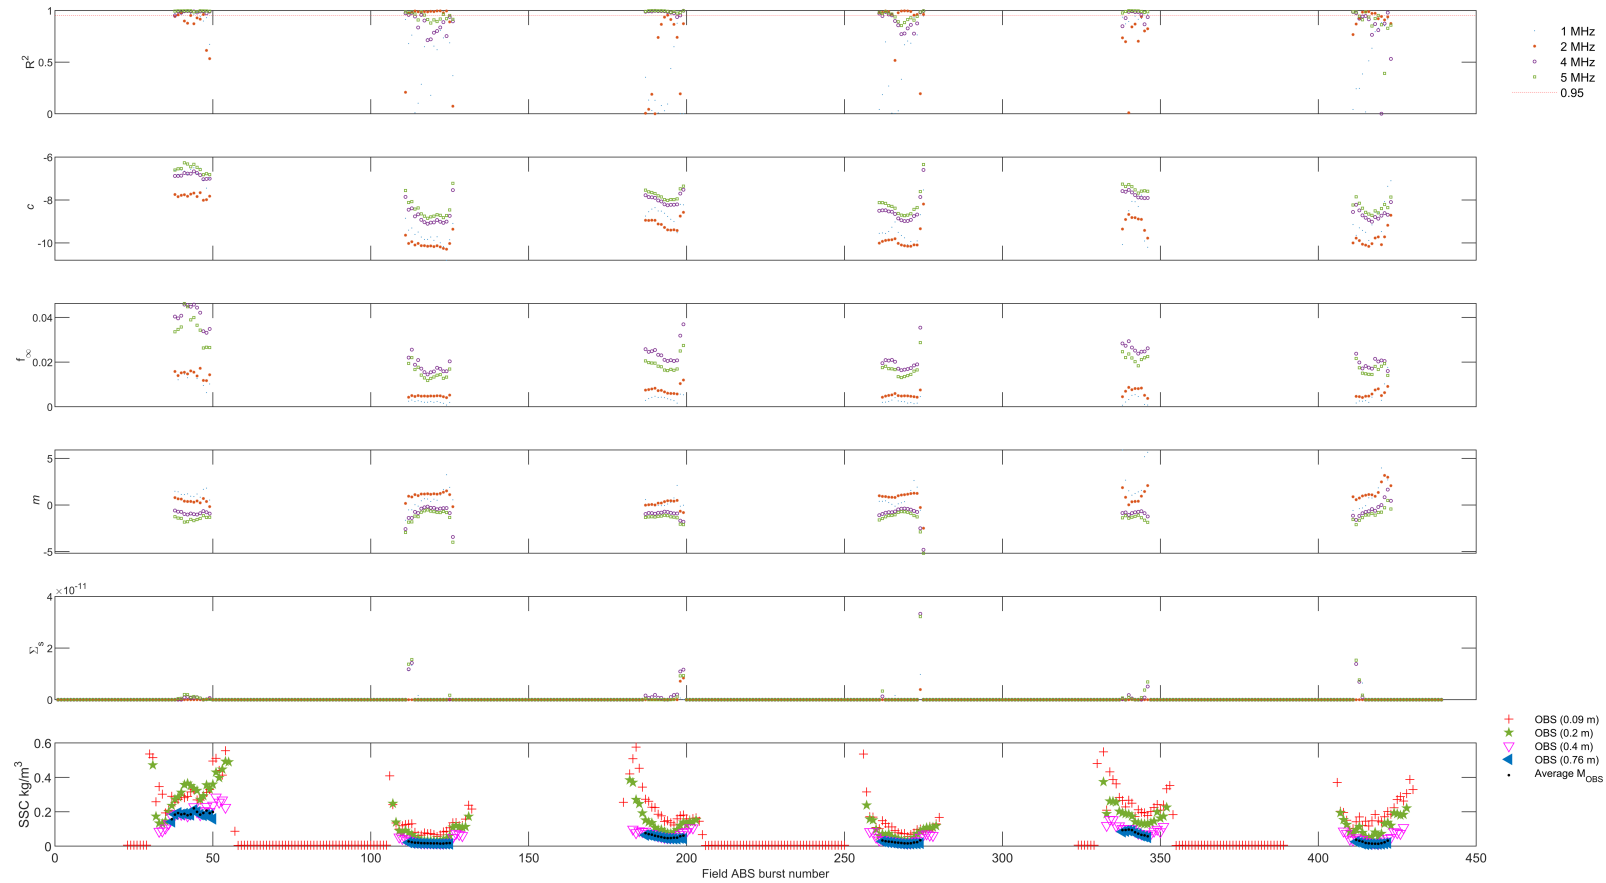 1
0.5
0
R²
1 MHz
2 MHz
4 MHz
5 MHz
0.95
-6
-8
-10
c
0.04
0.02
0
f∞
5
0
-5
m
×10⁻¹¹
4
2
0
Σs
0.6
0.4
0.2
0
SSC kg/m³
OBS (0.09 m)
OBS (0.2 m)
OBS (0.4 m)
OBS (0.76 m)
Average M_OBS
0 50 100 150 200 250 300 350 400 450
Field ABS burst number